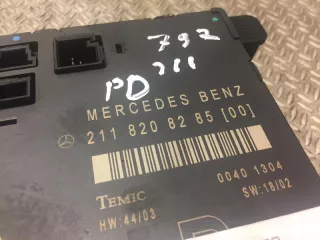 792
211
PD
MERCEDES BENZ
211 820 82 85 [00]
0040 1304
TEMIC
HW:44/03
SW:18/02